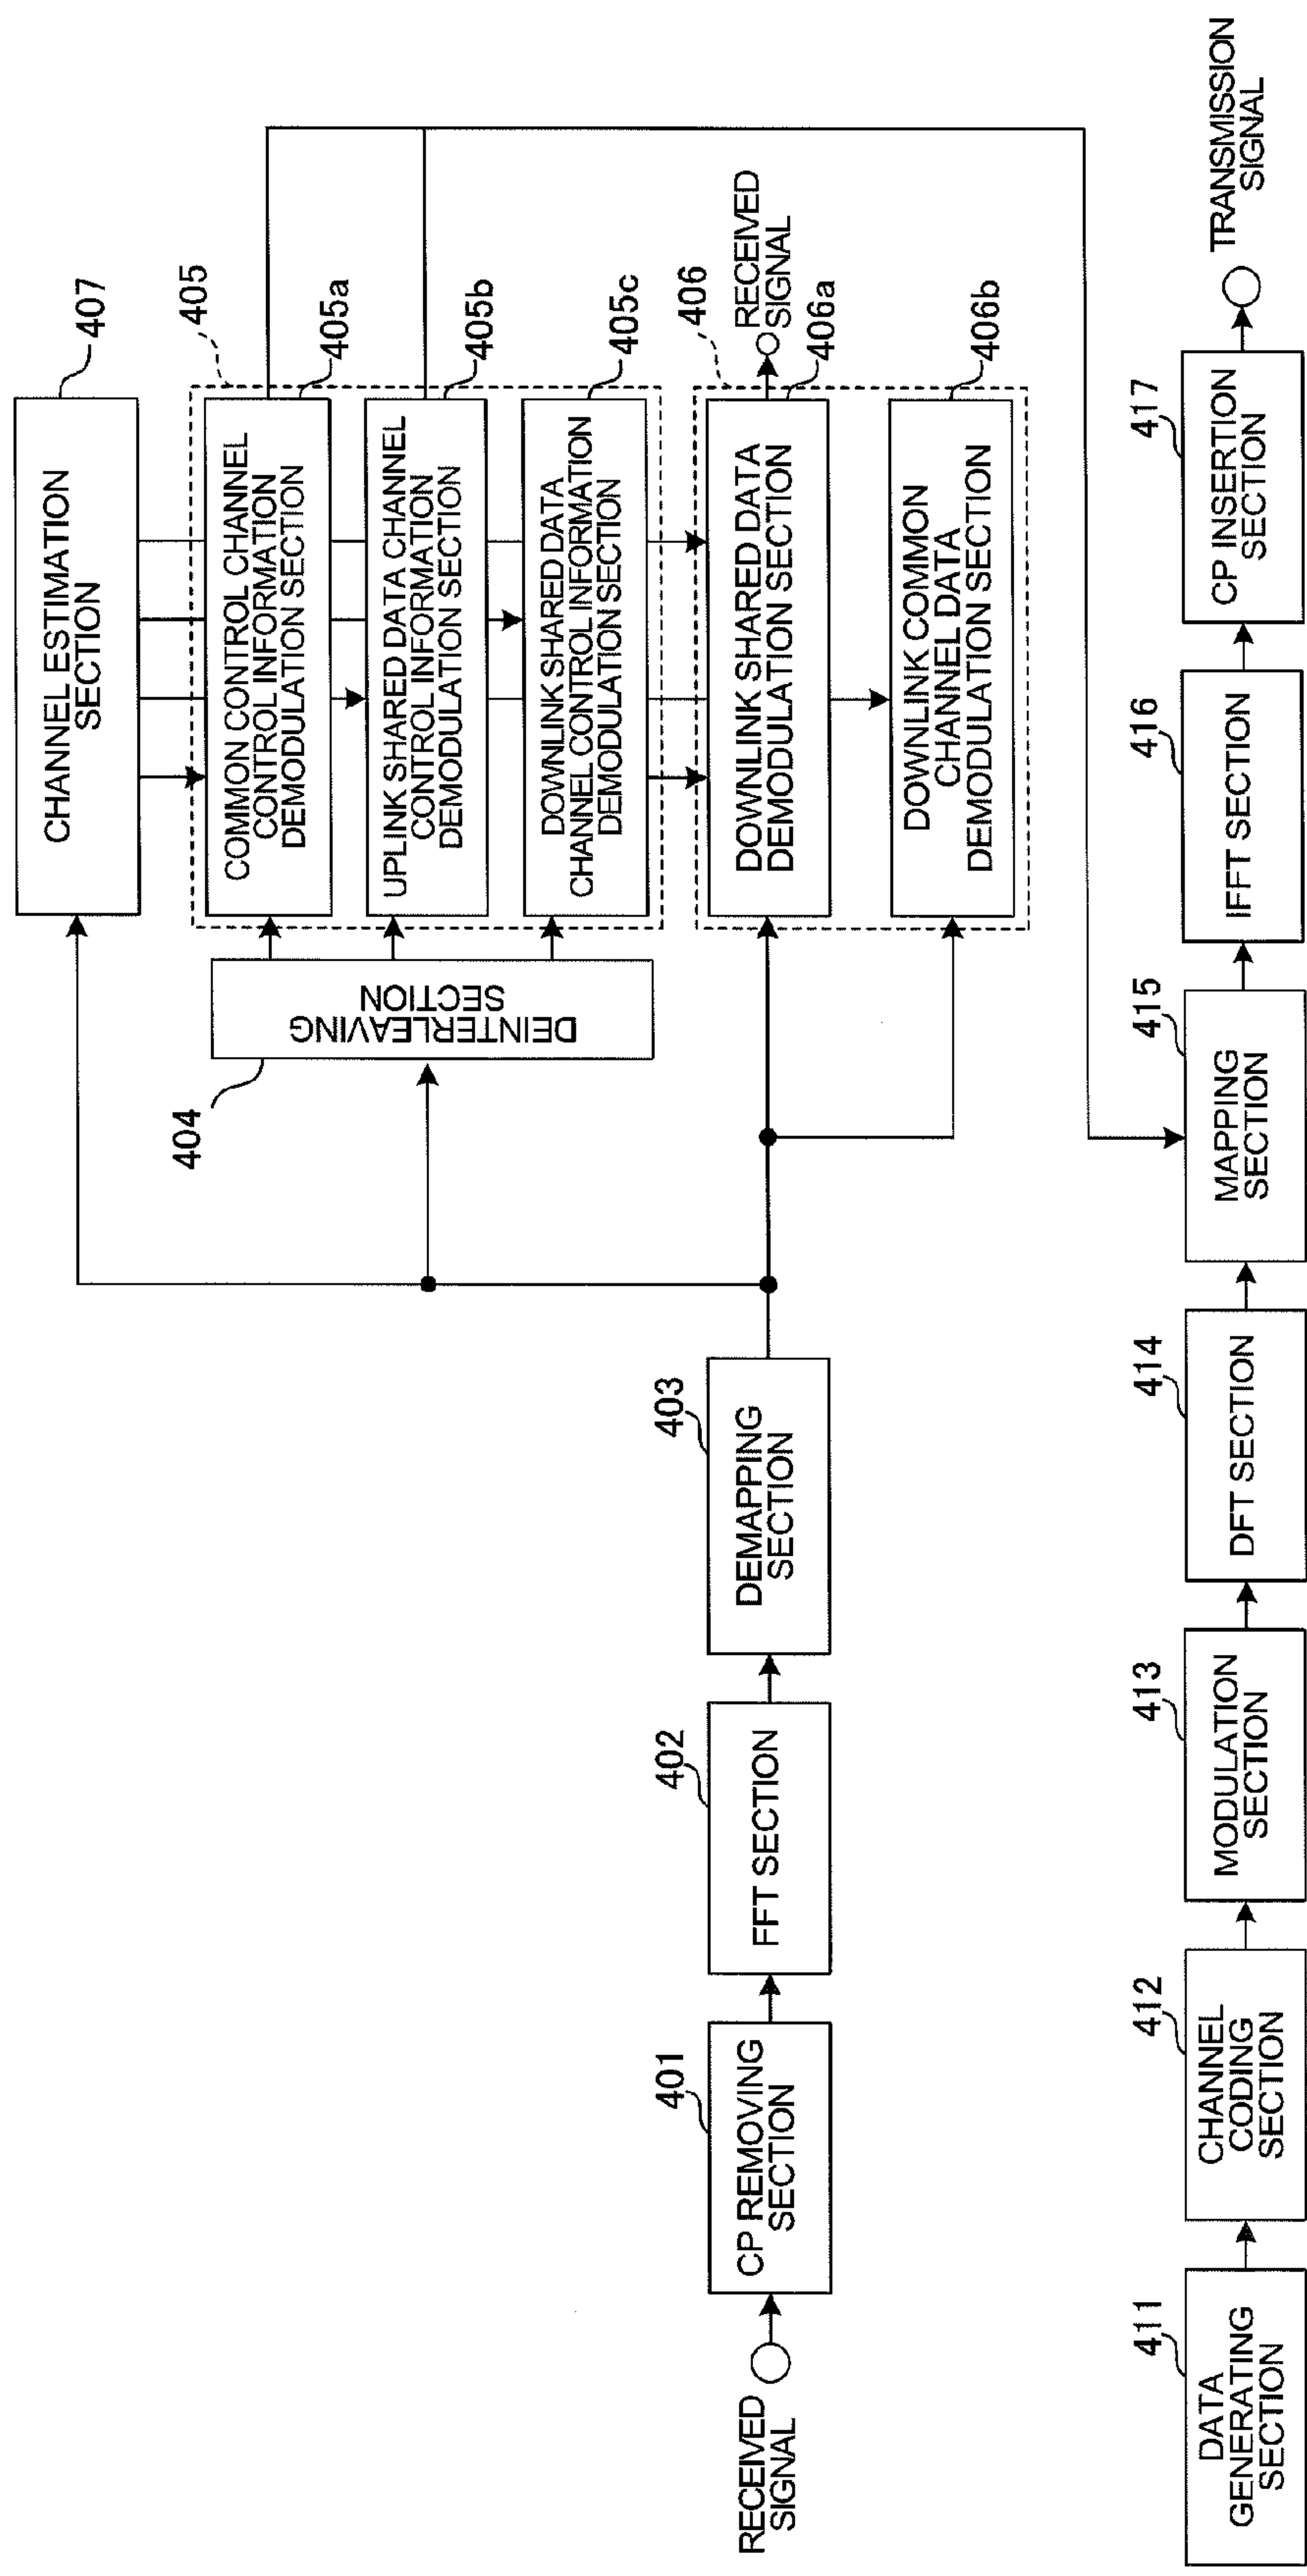 RECEIVED
SIGNAL
401
CP REMOVING
SECTION
402
FFT SECTION
403
DEMAPPING
SECTION
404
DEINTERLEAVING
SECTION
407
CHANNEL ESTIMATION
SECTION
405
405a
COMMON CONTROL CHANNEL
CONTROL INFORMATION
DEMODULATION SECTION
405b
UPLINK SHARED DATA CHANNEL
CONTROL INFORMATION
DEMODULATION SECTION
405c
DOWNLINK SHARED DATA
CHANNEL CONTROL INFORMATION
DEMODULATION SECTION
406
RECEIVED
SIGNAL
406a
DOWNLINK SHARED DATA
DEMODULATION SECTION
406b
DOWNLINK COMMON
CHANNEL DATA
DEMODULATION SECTION
411
DATA
GENERATING
SECTION
412
CHANNEL
CODING
SECTION
413
MODULATION
SECTION
414
DFT SECTION
415
MAPPING
SECTION
416
IFFT SECTION
417
CP INSERTION
SECTION
TRANSMISSION
SIGNAL